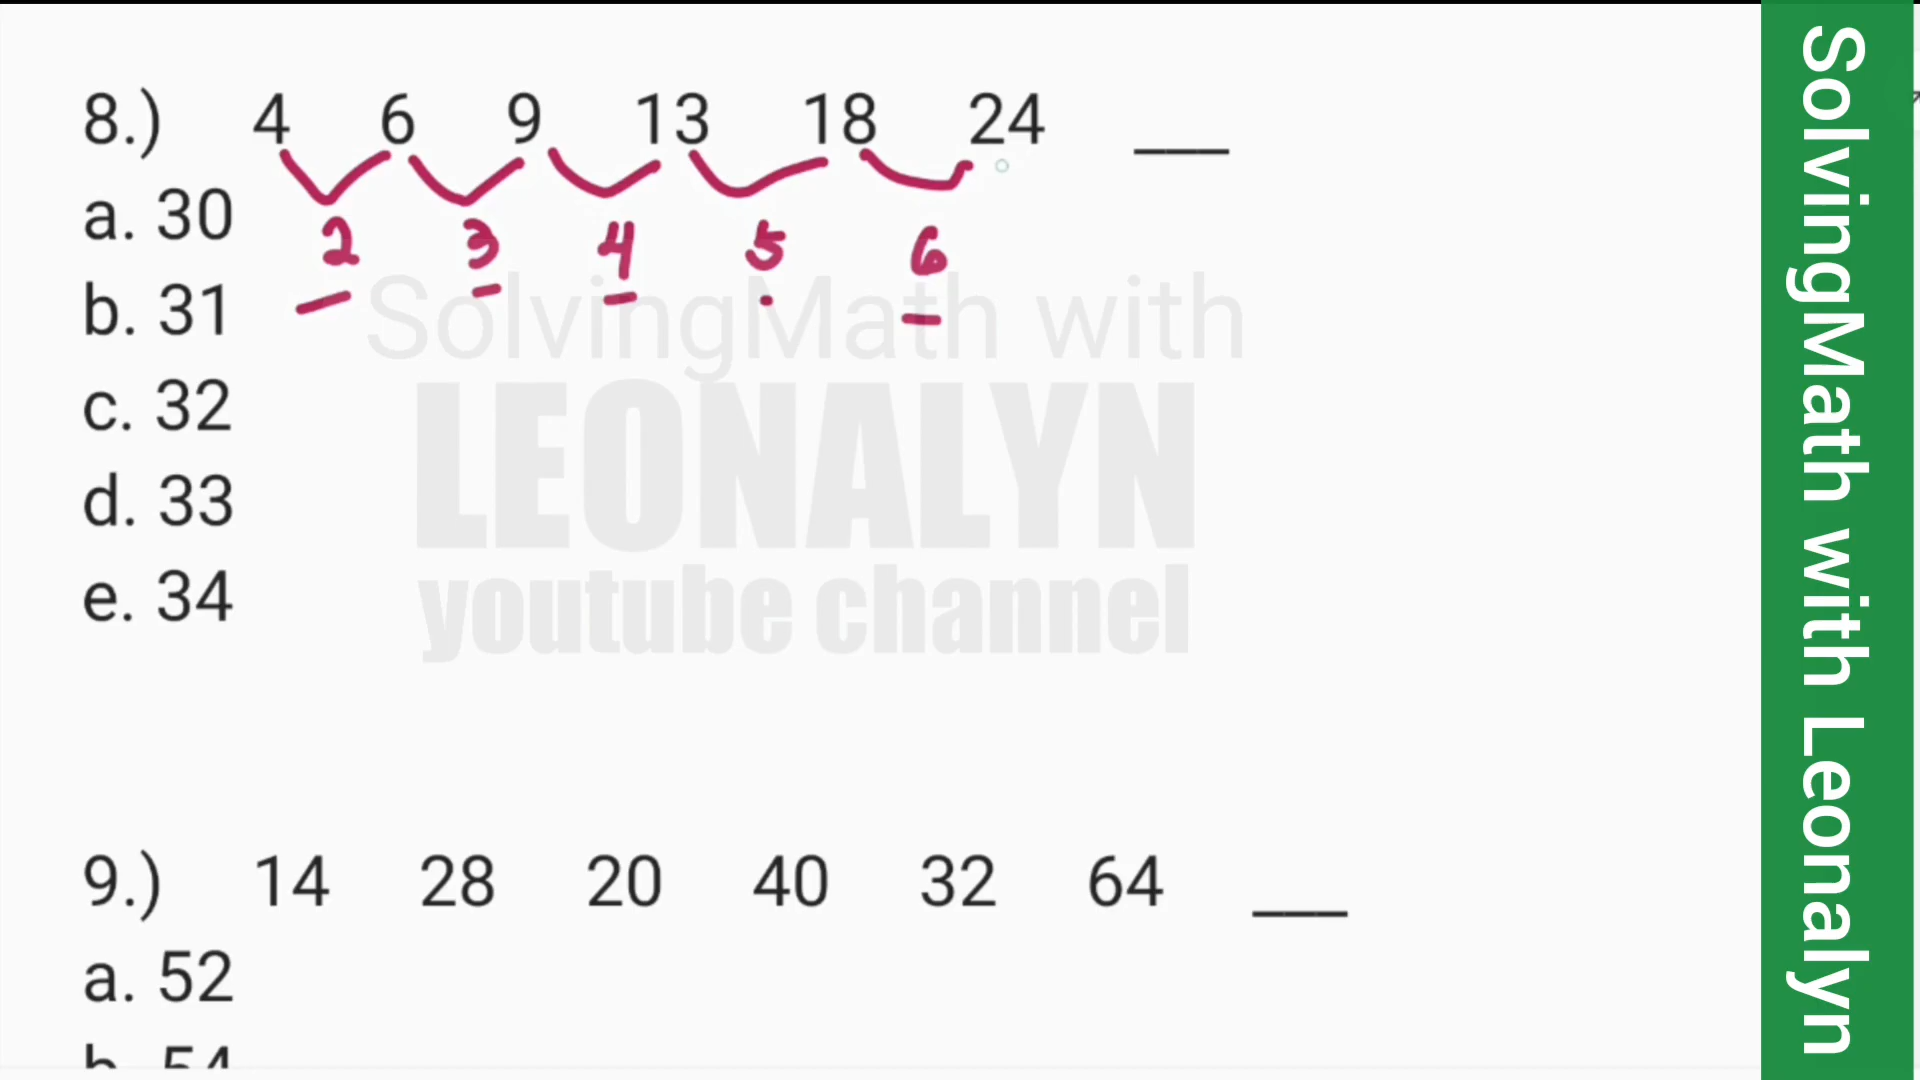 8.) 4 6 9 13 18 24 ___
2 3 4 5 6
a. 30
b. 31
c. 32
d. 33
e. 34
SolvingMath with
LEONALYN
youtube channel
9.) 14 28 20 40 32 64 ___
a. 52
b. 54
SolvingMath with Leonalyn